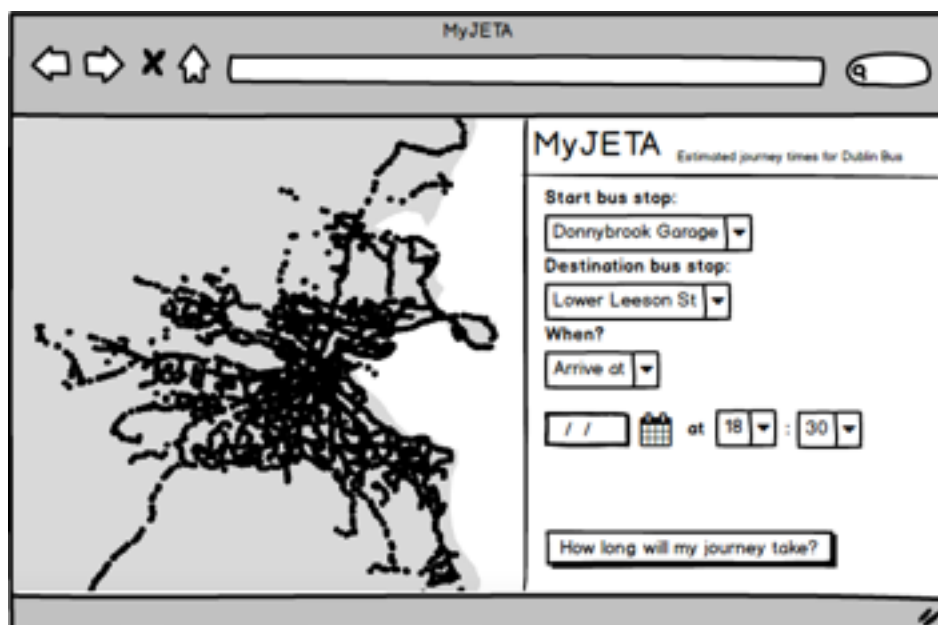 MyJETA
MyJETA
Estimated journey times for Dublin Bus
Start bus stop:
Donnybrook Garage
Destination bus stop:
Lower Leeson St
When?
Arrive at
/ / at 18 : 30
How long will my journey take?